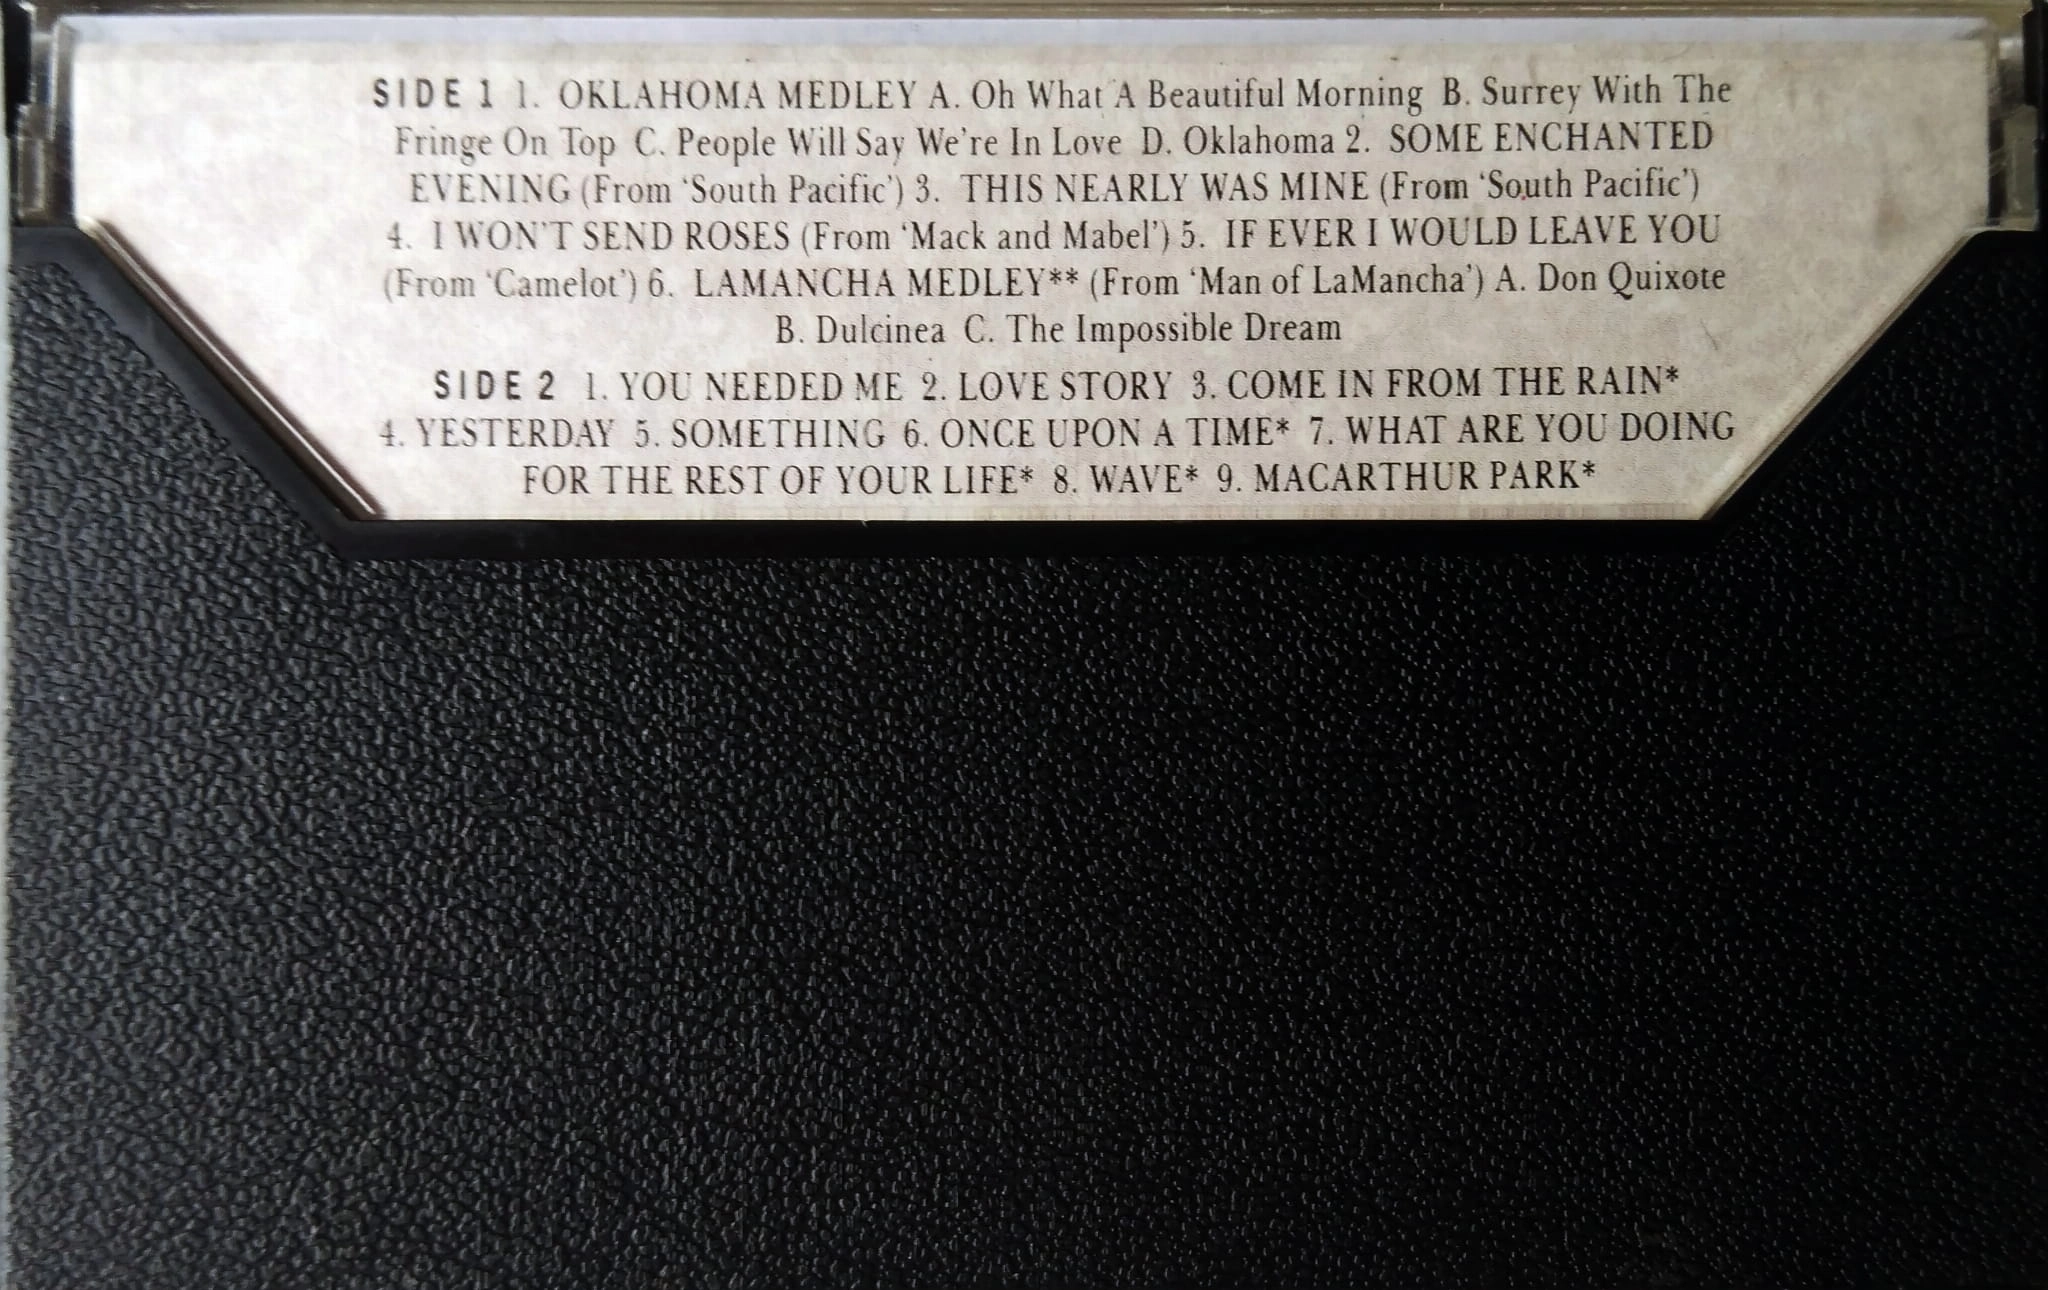 SIDE 1 1. OKLAHOMA MEDLEY A. Oh What A Beautiful Morning B. Surrey With The
Fringe On Top C. People Will Say We're In Love D. Oklahoma 2. SOME ENCHANTED
EVENING (From ‘South Pacific’) 3. THIS NEARLY WAS MINE (From ‘South Pacific’)
4. I WON'T SEND ROSES (From ‘Mack and Mabel’) 5. IF EVER I WOULD LEAVE YOU
(From ‘Camelot’) 6. LAMANCHA MEDLEY** (From ‘Man of LaMancha’) A. Don Quixote
B. Dulcinea C. The Impossible Dream
SIDE 2 1. YOU NEEDED ME 2. LOVE STORY 3. COME IN FROM THE RAIN*
4. YESTERDAY 5. SOMETHING 6. ONCE UPON A TIME* 7. WHAT ARE YOU DOING
FOR THE REST OF YOUR LIFE* 8. WAVE* 9. MACARTHUR PARK*